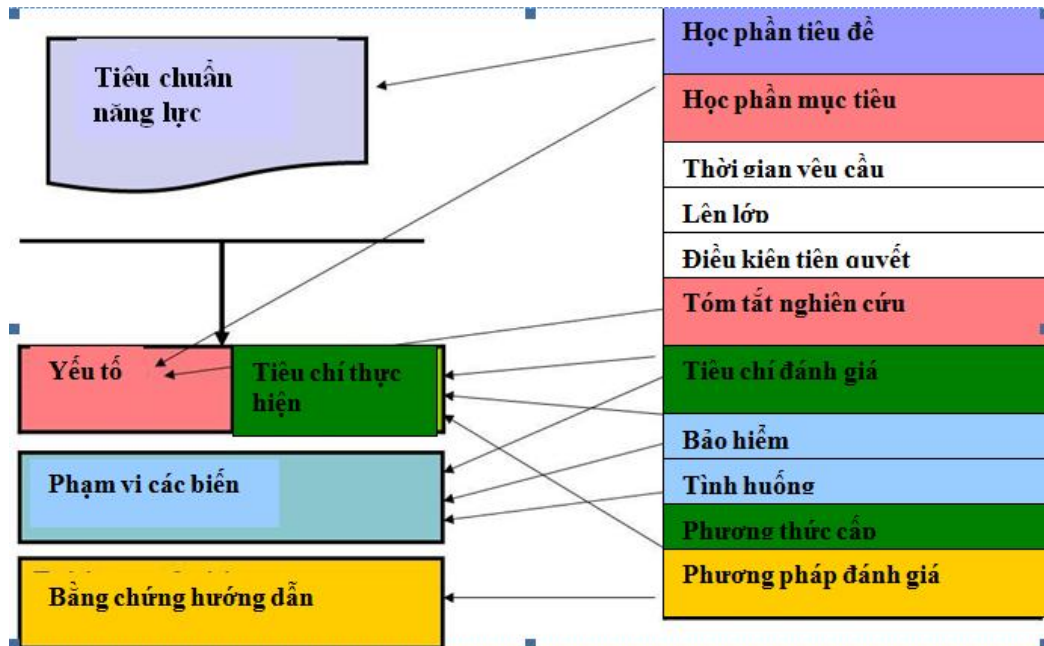 Tiêu chuẩn
năng lực
Yếu tố
Tiêu chí thực
hiện
Phạm vi các biến
Bằng chứng hướng dẫn
Học phần tiêu đề
Học phần mục tiêu
Thời gian yêu cầu
Lên lớp
Điều kiện tiên quyết
Tóm tắt nghiên cứu
Tiêu chí đánh giá
Bảo hiểm
Tình huống
Phương thức cấp
Phương pháp đánh giá